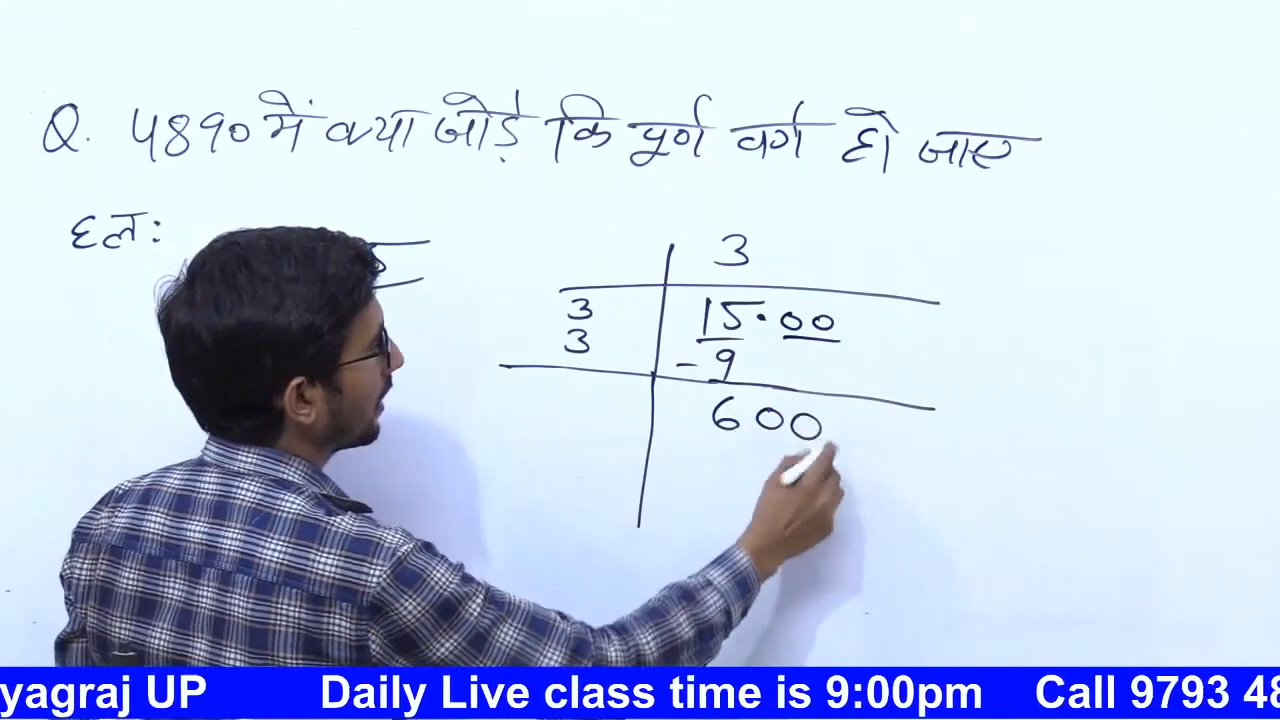 Q. 4890 में क्या जोड़े कि पूर्ण वर्ग हो जाए
हल:
3
3 15.00
3 -9
600
yagraj UP Daily Live class time is 9:00pm Call 9793 48